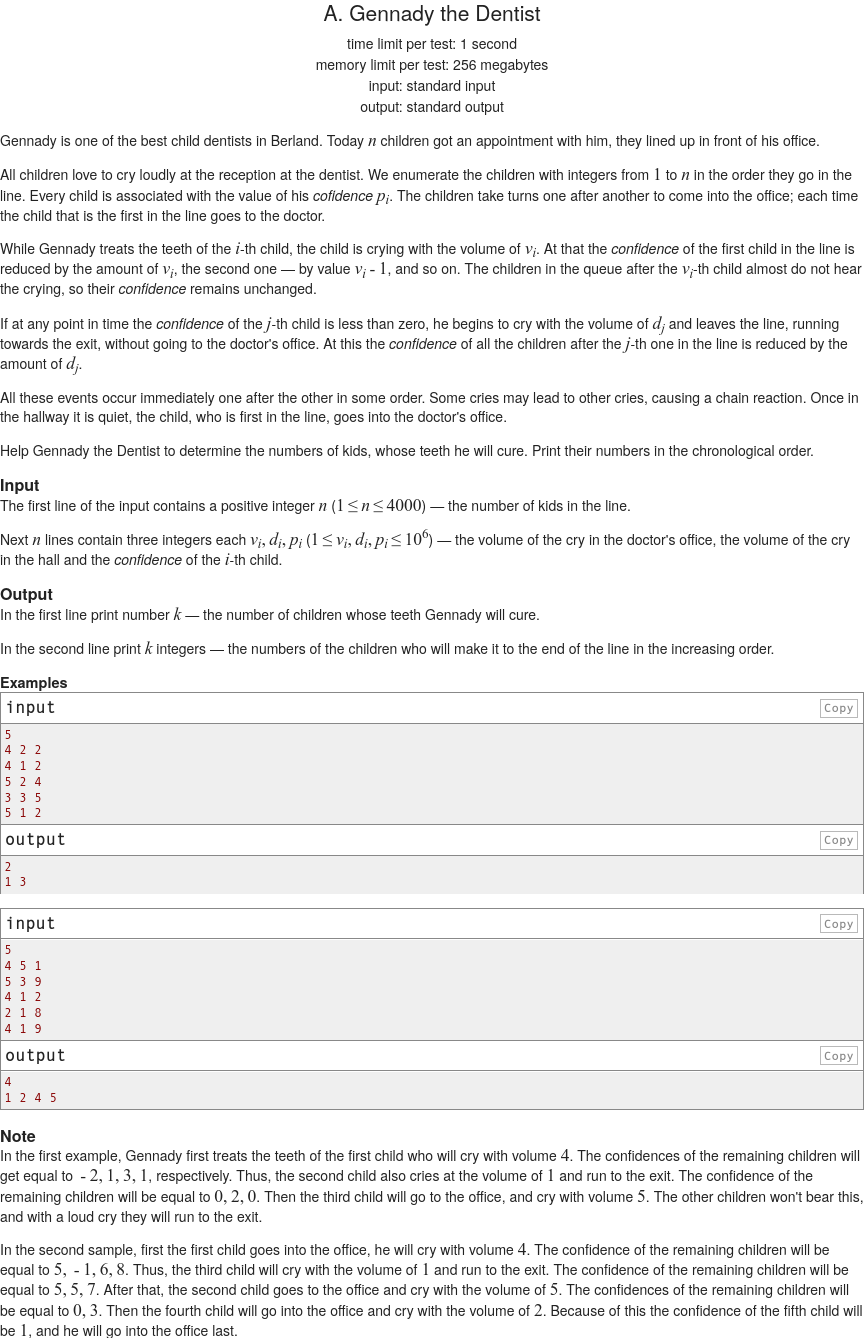 A. Gennady the Dentist
time limit per test: 1 second
memory limit per test: 256 megabytes
input: standard input
output: standard output
Gennady is one of the best child dentists in Berland. Today n children got an appointment with him, they lined up in front of his office.
All children love to cry loudly at the reception at the dentist. We enumerate the children with integers from 1 to n in the order they go in the
line. Every child is associated with the value of his cofidence p_i. The children take turns one after another to come into the office; each time
the child that is the first in the line goes to the doctor.
While Gennady treats the teeth of the i-th child, the child is crying with the volume of v_i. At that the confidence of the first child in the line is
reduced by the amount of v_i, the second one — by value v_i - 1, and so on. The children in the queue after the v_i-th child almost do not hear
the crying, so their confidence remains unchanged.
If at any point in time the confidence of the j-th child is less than zero, he begins to cry with the volume of d_j and leaves the line, running
towards the exit, without going to the doctor's office. At this the confidence of all the children after the j-th one in the line is reduced by the
amount of d_j.
All these events occur immediately one after the other in some order. Some cries may lead to other cries, causing a chain reaction. Once in
the hallway it is quiet, the child, who is first in the line, goes into the doctor's office.
Help Gennady the Dentist to determine the numbers of kids, whose teeth he will cure. Print their numbers in the chronological order.
Input
The first line of the input contains a positive integer n (1 ≤ n ≤ 4000) — the number of kids in the line.
Next n lines contain three integers each v_i, d_i, p_i (1 ≤ v_i, d_i, p_i ≤ 10^6) — the volume of the cry in the doctor's office, the volume of the cry
in the hall and the confidence of the i-th child.
Output
In the first line print number k — the number of children whose teeth Gennady will cure.
In the second line print k integers — the numbers of the children who will make it to the end of the line in the increasing order.
Examples
input Copy
5
4 2 2
4 1 2
5 2 4
3 3 5
5 1 2
output Copy
2
1 3
input Copy
5
4 5 1
5 3 9
4 1 2
2 1 8
4 1 9
output Copy
4
1 2 4 5
Note
In the first example, Gennady first treats the teeth of the first child who will cry with volume 4. The confidences of the remaining children will
get equal to - 2, 1, 3, 1, respectively. Thus, the second child also cries at the volume of 1 and run to the exit. The confidence of the
remaining children will be equal to 0, 2, 0. Then the third child will go to the office, and cry with volume 5. The other children won't bear this,
and with a loud cry they will run to the exit.
In the second sample, first the first child goes into the office, he will cry with volume 4. The confidence of the remaining children will be
equal to 5, - 1, 6, 8. Thus, the third child will cry with the volume of 1 and run to the exit. The confidence of the remaining children will be
equal to 5, 5, 7. After that, the second child goes to the office and cry with the volume of 5. The confidences of the remaining children will
be equal to 0, 3. Then the fourth child will go into the office and cry with the volume of 2. Because of this the confidence of the fifth child will
be 1, and he will go into the office last.